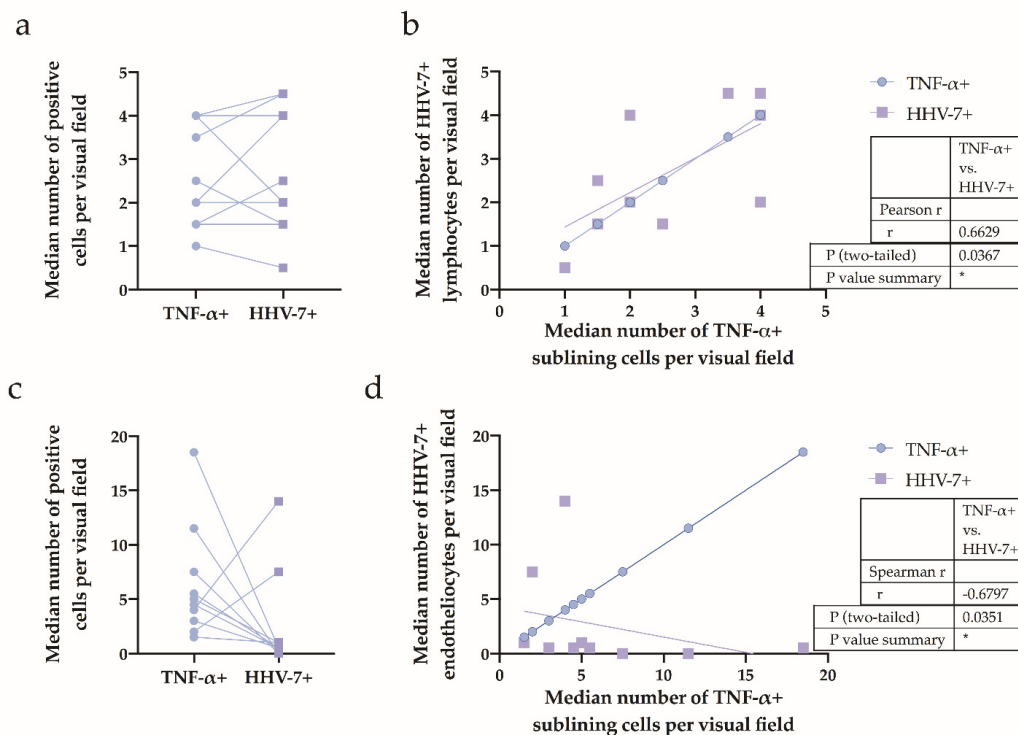 a
Median number of positive
cells per visual field
5
4
3
2
1
0
TNF-α+ HHV-7+
b
Median number of HHV-7+
lymphocytes per visual field
5
4
3
2
1
0
0 1 2 3 4 5
Median number of TNF-α+
sublining cells per visual field
TNF-α+
HHV-7+
TNF-α+
vs.
HHV-7+
Pearson r
r 0.6629
P (two-tailed) 0.0367
P value summary *
c
Median number of positive
cells per visual field
20
15
10
5
0
TNF-α+ HHV-7+
d
Median number of HHV-7+
endotheliocytes per visual field
20
15
10
5
0
0 5 10 15 20
Median number of TNF-α+
sublining cells per visual field
TNF-α+
HHV-7+
TNF-α+
vs.
HHV-7+
Spearman r
r -0.6797
P (two-tailed) 0.0351
P value summary *